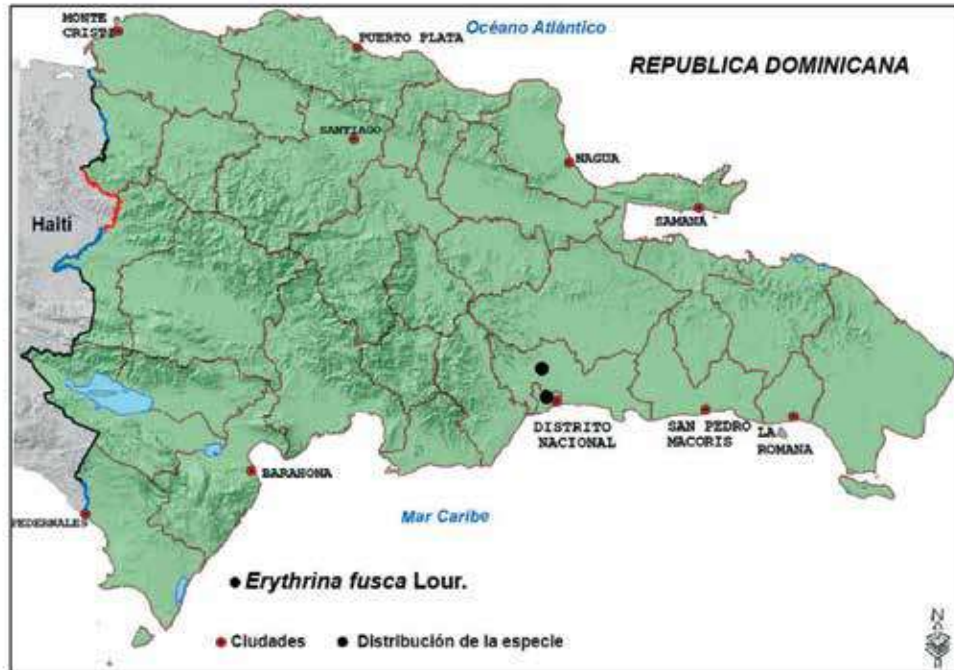 MONTE
CRISTI
PUERTO PLATA
Océano Atlántico
REPUBLICA DOMINICANA
SANTIAGO
NAGUA
SAMANA
Haiti
DISTRITO
NACIONAL
SAN PEDRO
MACORIS
LA
ROMANA
BARAHONA
PEDERNALES
Mar Caribe
Erythrina fusca Lour.
Ciudades
Distribución de la especie
N